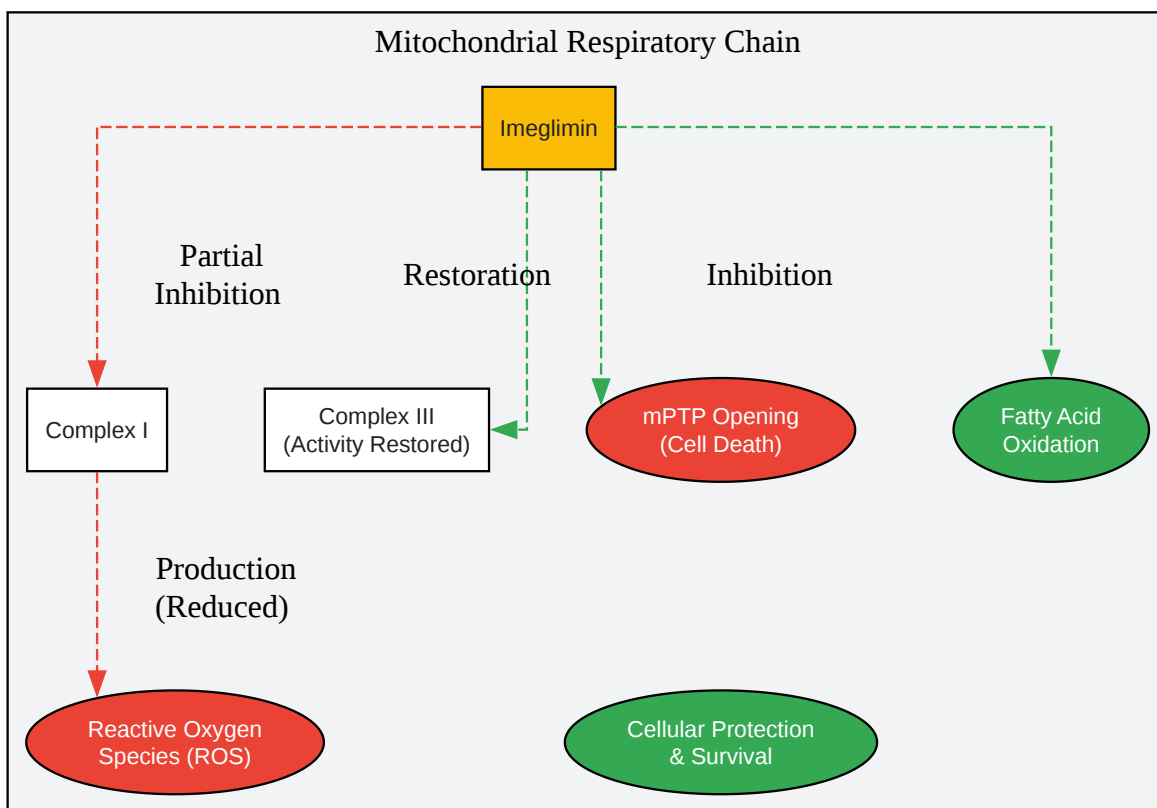 Mitochondrial Respiratory Chain
Imeglimin
Partial
Inhibition
Restoration
Inhibition
Complex I
Complex III
(Activity Restored)
mPTP Opening
(Cell Death)
Fatty Acid
Oxidation
Production
(Reduced)
Reactive Oxygen
Species (ROS)
Cellular Protection
& Survival